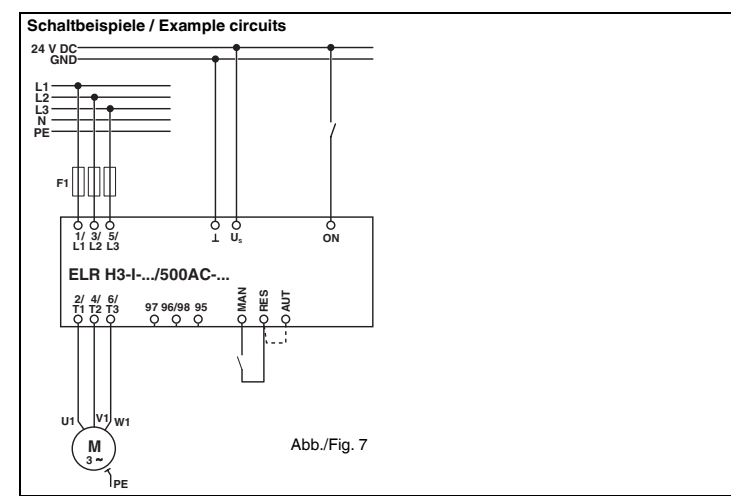 Schaltbeispiele / Example circuits
24 V DC
GND
L1
L2
L3
N
PE
F1
1/ 3/ 5/
L1 L2 L3
⊥ Us ON
ELR H3-I-.../500AC-...
2/ 4/ 6/
T1 T2 T3
97 96/98 95
MAN RES AUT
U1 V1 W1
M
3 ~
PE
Abb./Fig. 7